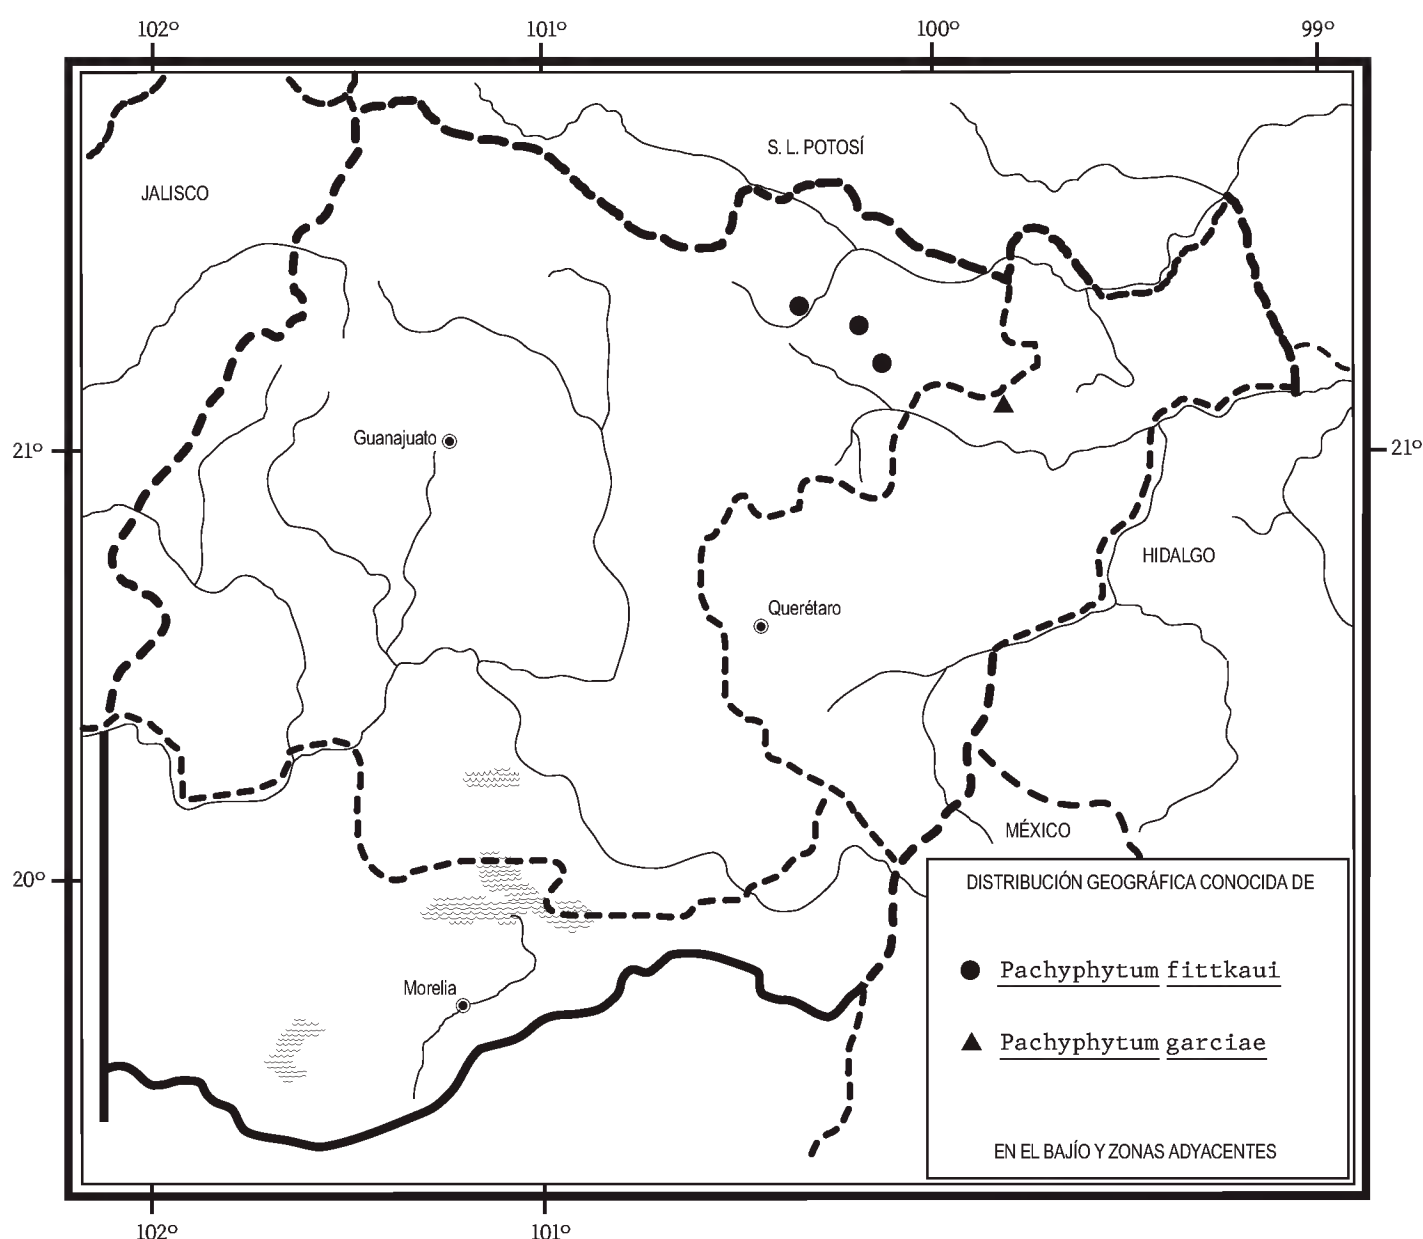 102º 101º 100º 99º
S. L. POTOSÍ
JALISCO
Guanajuato
21º 21º
HIDALGO
Querétaro
MÉXICO
20º
DISTRIBUCIÓN GEOGRÁFICA CONOCIDA DE
Pachyphytum fittkaui
Morelia
Pachyphytum garciae
EN EL BAJÍO Y ZONAS ADYACENTES
102º 101º